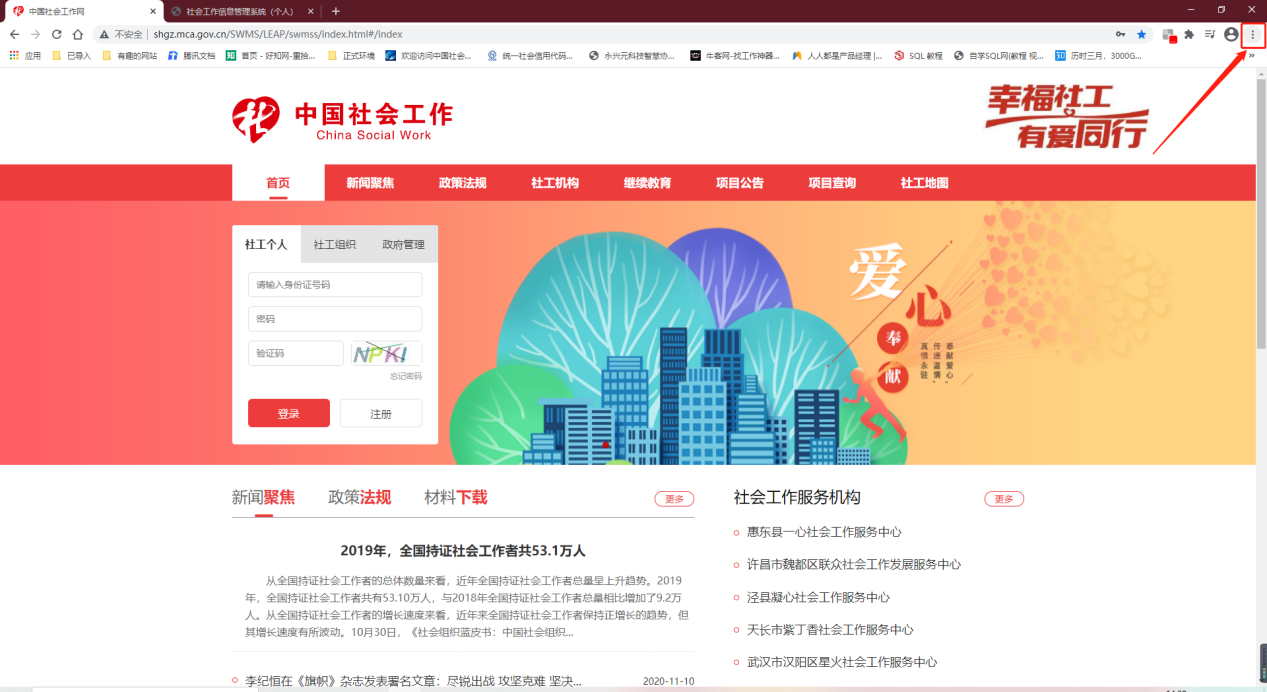 中国社会工作网
社会工作信息管理系统（个人）
不安全
shgz.mca.gov.cn/SWMS/LEAP/swmss/index.html#/index
应用
已导入
有趣的网站
腾讯文档
知
首页 - 好知网-重拾...
正式环境
欢迎访问中国社会...
统一社会信用代码...
永兴元科技智慧协...
牛客网-找工作神器...
人人都是产品经理 |...
SQL 教程
自学SQL网(教程 视...
知
历时三月，3000G...
中国社会工作
China Social Work
幸福社工
有爱同行
首页
新闻聚焦
政策法规
社工机构
继续教育
项目公告
项目查询
社工地图
社工个人
社工组织
政府管理
请输入身份证号码
密码
验证码
NPKI
忘记密码
登录
注册
爱
心
奉
献
奉献爱心
传递温情
真情永驻
新闻聚焦
政策法规
材料下载
更多
2019年，全国持证社会工作者共53.1万人
从全国持证社会工作者的总体数量来看，近年全国持证社会工作者总量呈上升趋势。2019
年，全国持证社会工作者共有53.10万人，与2018年全国持证社会工作者总量相比增加了9.2万
人。从全国持证社会工作者的增长速度来看，近年来全国持证社会工作者保持正增长的趋势，但
其增长速度有所波动。10月30日，《社会组织蓝皮书：中国社会组织...
李纪恒在《旗帜》杂志发表署名文章：尽锐出战 攻坚克难 坚决...
2020-11-10
社会工作服务机构
更多
惠东县一心社会工作服务中心
许昌市魏都区联众社会工作发展服务中心
泾县凝心社会工作服务中心
天长市紫丁香社会工作服务中心
武汉市汉阳区星火社会工作服务中心